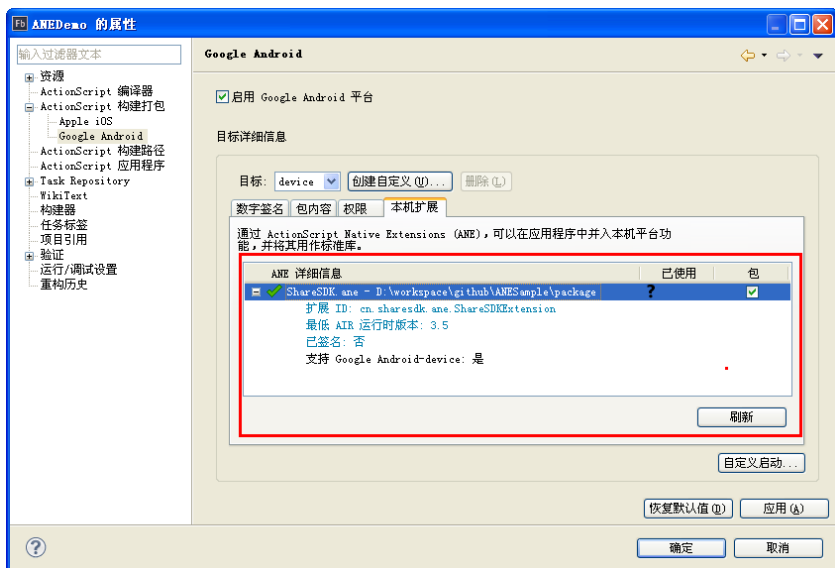 Fb ANEDemo 的属性
输入过滤器文本
资源
ActionScript 编译器
ActionScript 构建打包
Apple iOS
Google Android
ActionScript 构建路径
ActionScript 应用程序
Task Repository
WikiText
构建器
任务标签
项目引用
验证
运行/调试设置
重构历史
Google Android
启用 Google Android 平台
目标详细信息
目标: device 创建自定义(U)... 删除(L)
数字签名 包内容 权限 本机扩展
通过 ActionScript Native Extensions (ANE)，可以在应用程序中并入本机平台功
能，并将其用作标准库。
ANE 详细信息 已使用 包
ShareSDK.ane - D:\workspace\github\ANESample\package ?
扩展 ID: cn.sharesdk.ane.ShareSDKExtension
最低 AIR 运行时版本: 3.5
已签名: 否
支持 Google Android-device: 是
刷新
自定义启动...
恢复默认值(D) 应用(A)
? 确定 取消